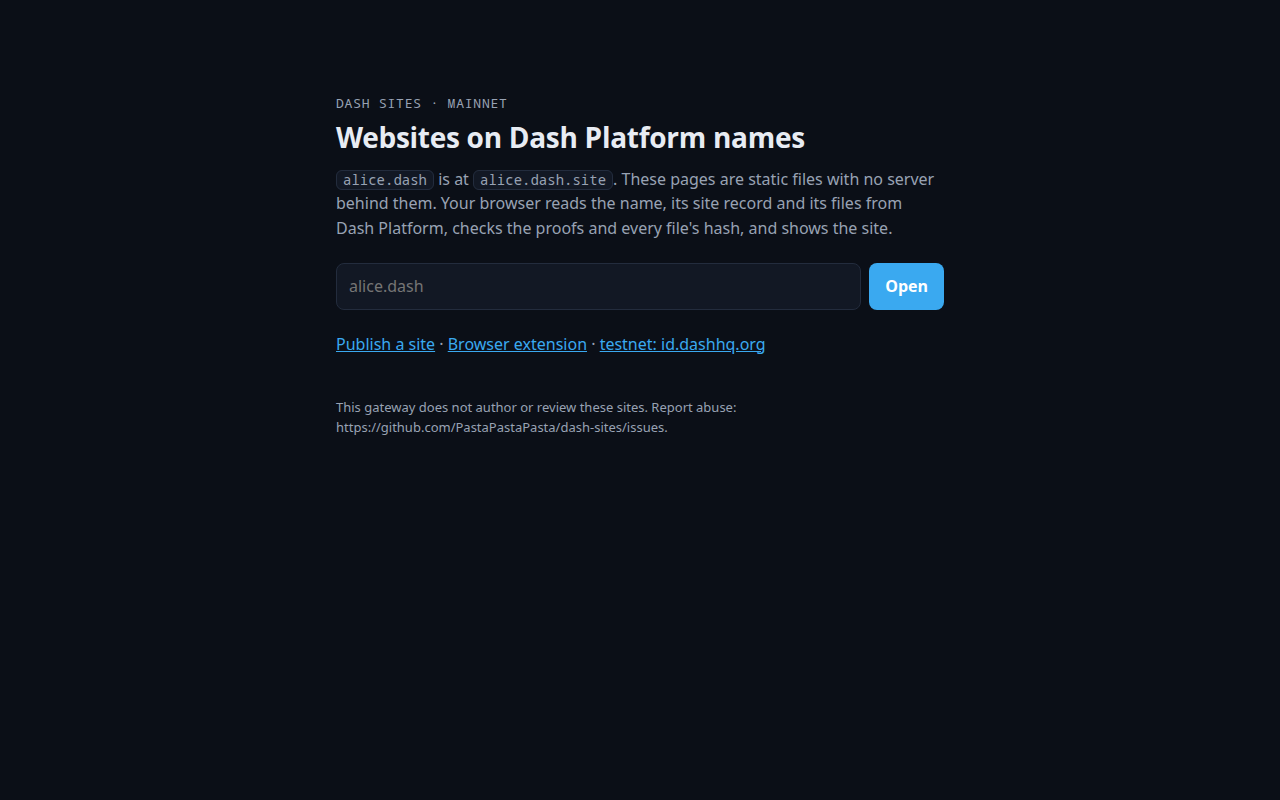 DASH SITES · MAINNET
Websites on Dash Platform names
alice.dash is at alice.dash.site. These pages are static files with no server
behind them. Your browser reads the name, its site record and its files from
Dash Platform, checks the proofs and every file's hash, and shows the site.
alice.dash
Open
Publish a site · Browser extension · testnet: id.dashhq.org
This gateway does not author or review these sites. Report abuse:
https://github.com/PastaPastaPasta/dash-sites/issues.